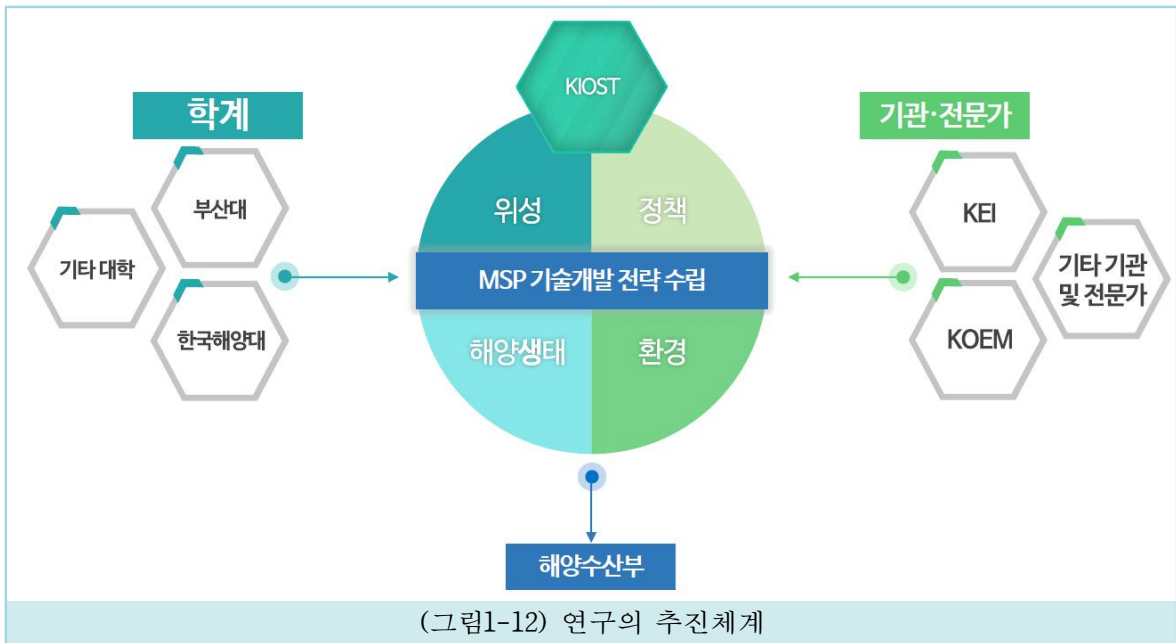 KIOST
학계
부산대
기타 대학
한국해양대
위성
정책
MSP 기술개발 전략 수립
해양생태
환경
기관·전문가
KEI
기타 기관
및 전문가
KOEM
해양수산부
(그림1-12) 연구의 추진체계